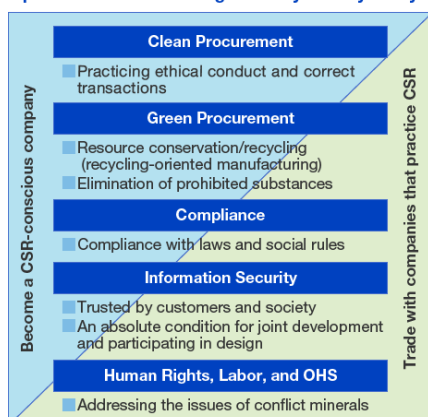 Become a CSR-conscious company
Clean Procurement
Practicing ethical conduct and correct
transactions
Green Procurement
Resource conservation/recycling
(recycling-oriented manufacturing)
Elimination of prohibited substances
Compliance
Compliance with laws and social rules
Information Security
Trusted by customers and society
An absolute condition for joint development
and participating in design
Human Rights, Labor, and OHS
Addressing the issues of conflict minerals
Trade with companies that practice CSR